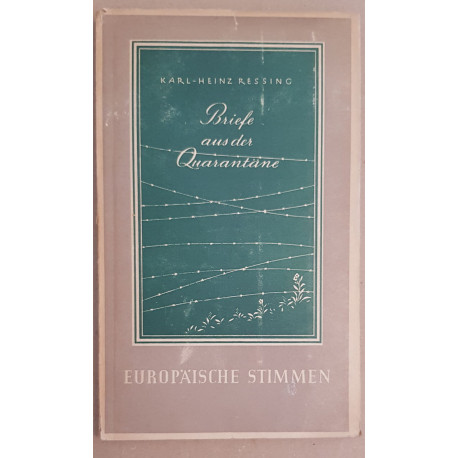 KARL-HEINZ RESSING
Briefe
aus der
Quarantäne
EUROPÄISCHE STIMMEN